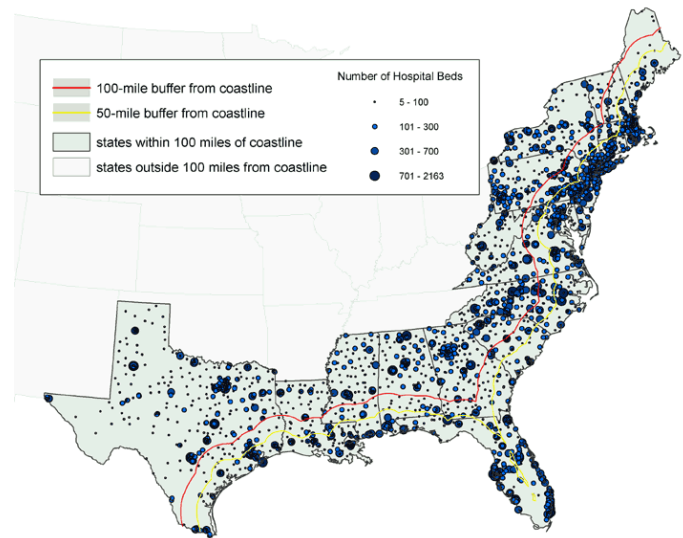 100-mile buffer from coastline
50-mile buffer from coastline
states within 100 miles of coastline
states outside 100 miles from coastline
Number of Hospital Beds
5 - 100
101 - 300
301 - 700
701 - 2163